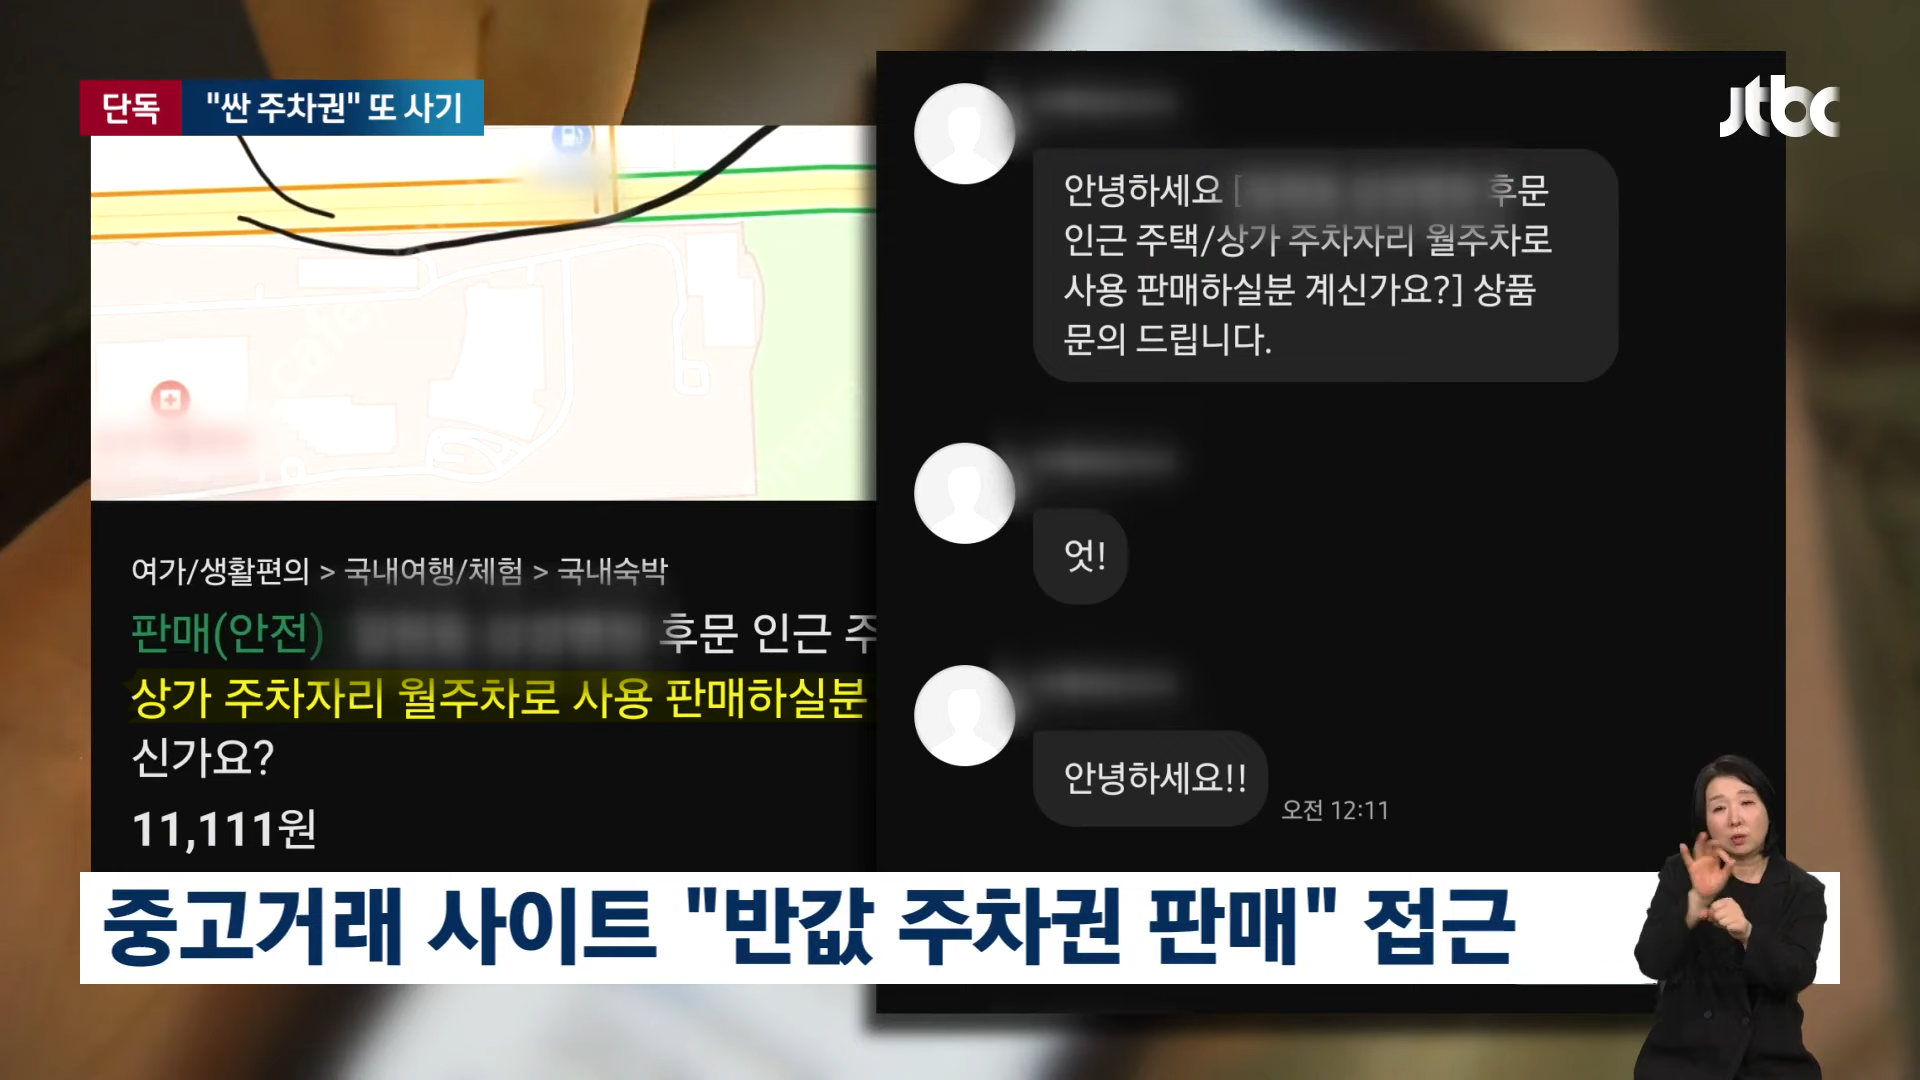 단독 "싼 주차권" 또 사기
jtbc
여가/생활편의 > 국내여행/체험 > 국내숙박
판매(안전) 후문 인근 주
상가 주차자리 월주차로 사용 판매하실분
신가요?
11,111원
안녕하세요 [ 후문
인근 주택/상가 주차자리 월주차로
사용 판매하실분 계신가요?] 상품
문의 드립니다.
엇!
안녕하세요!!
오전 12:11
중고거래 사이트 "반값 주차권 판매" 접근